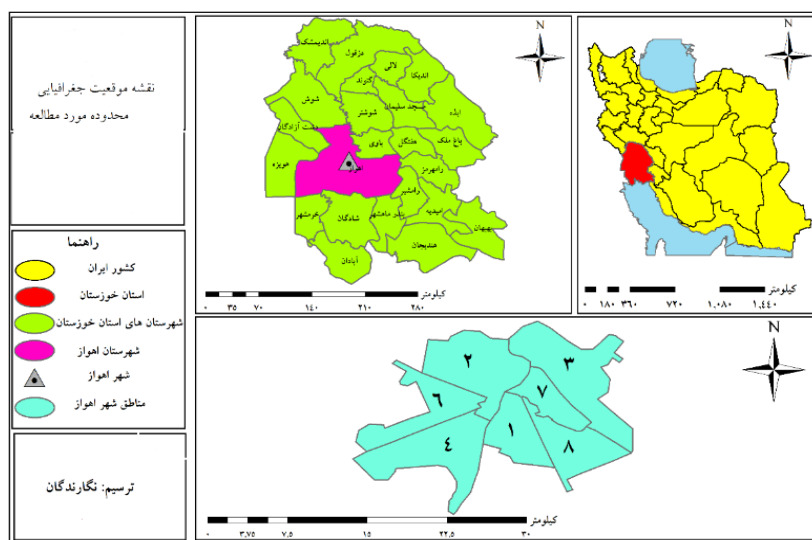 نقشه موقعیت جغرافیایی
محدوده مورد مطالعه
راهنما
کشور ایران
استان خوزستان
شهرستان های استان خوزستان
شهرستان اهواز
شهر اهواز
مناطق شهر اهواز
ترسیم: نگارندگان
N
اندیمشک
دزفول
لالی
اندیکا
گتوند
شوش
شوشتر
مسجد سلیمان
ایذه
دشت آزادگان
باوی
هفتگل
باغ ملک
هویزه
اهواز
رامهرمز
رامشیر
خرمشهر
شادگان
بندر ماهشهر
امیدیه
بهبهان
هندیجان
آبادان
کیلومتر
۰ ۳۵ ۷۰ ۱۴۰ ۲۱۰ ۲۸۰
N
کیلومتر
۰ ۱۸۰ ۳۶۰ ۷۲۰ ۱,۰۸۰ ۱,۴۴۰
N
۲
۳
۶
۷
۱
۴
۸
کیلومتر
۰ ۳,۷۵ ۷,۵ ۱۵ ۲۲,۵ ۳۰